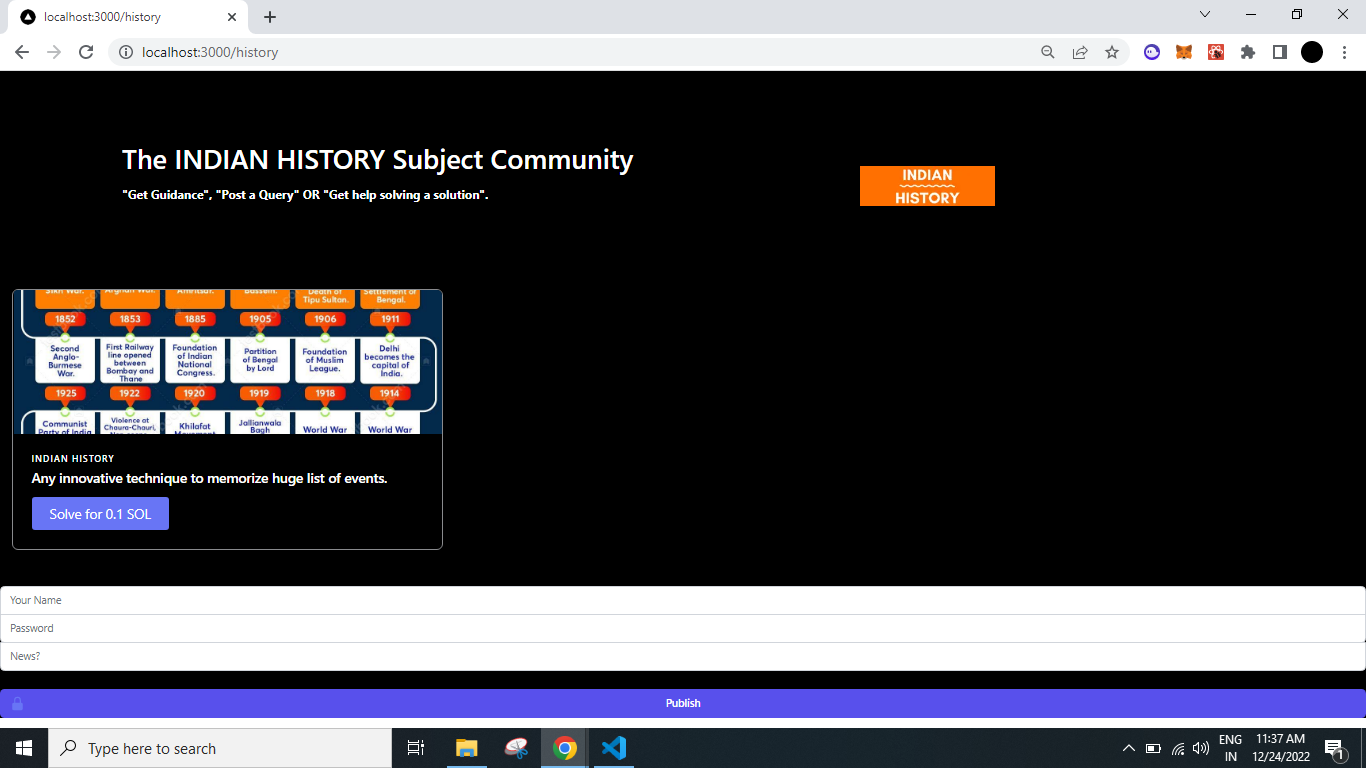 localhost:3000/history
localhost:3000/history
The INDIAN HISTORY Subject Community
"Get Guidance", "Post a Query" OR "Get help solving a solution".
INDIAN
HISTORY
Sikh War.
Afghan War.
Amritsar.
Bassein.
Death of
Tipu Sultan.
Settlement of
Bengal.
1852
1853
1885
1905
1906
1911
Second
Anglo-
Burmese
War.
First Railway
line opened
between
Bombay and
Thane
Foundation
of Indian
National
Congress.
Partition
of Bengal
by Lord
Foundation
of Muslim
League.
Delhi
becomes the
capital of
India.
1925
1922
1920
1919
1918
1914
Communist
Party of India
Violence at
Chaura-Chauri,
Khilafat
Movement
Jallianwala
Bagh
World War
World War
INDIAN HISTORY
Any innovative technique to memorize huge list of events.
Solve for 0.1 SOL
Your Name
Password
News?
Publish
Type here to search
ENG
IN
11:37 AM
12/24/2022
1